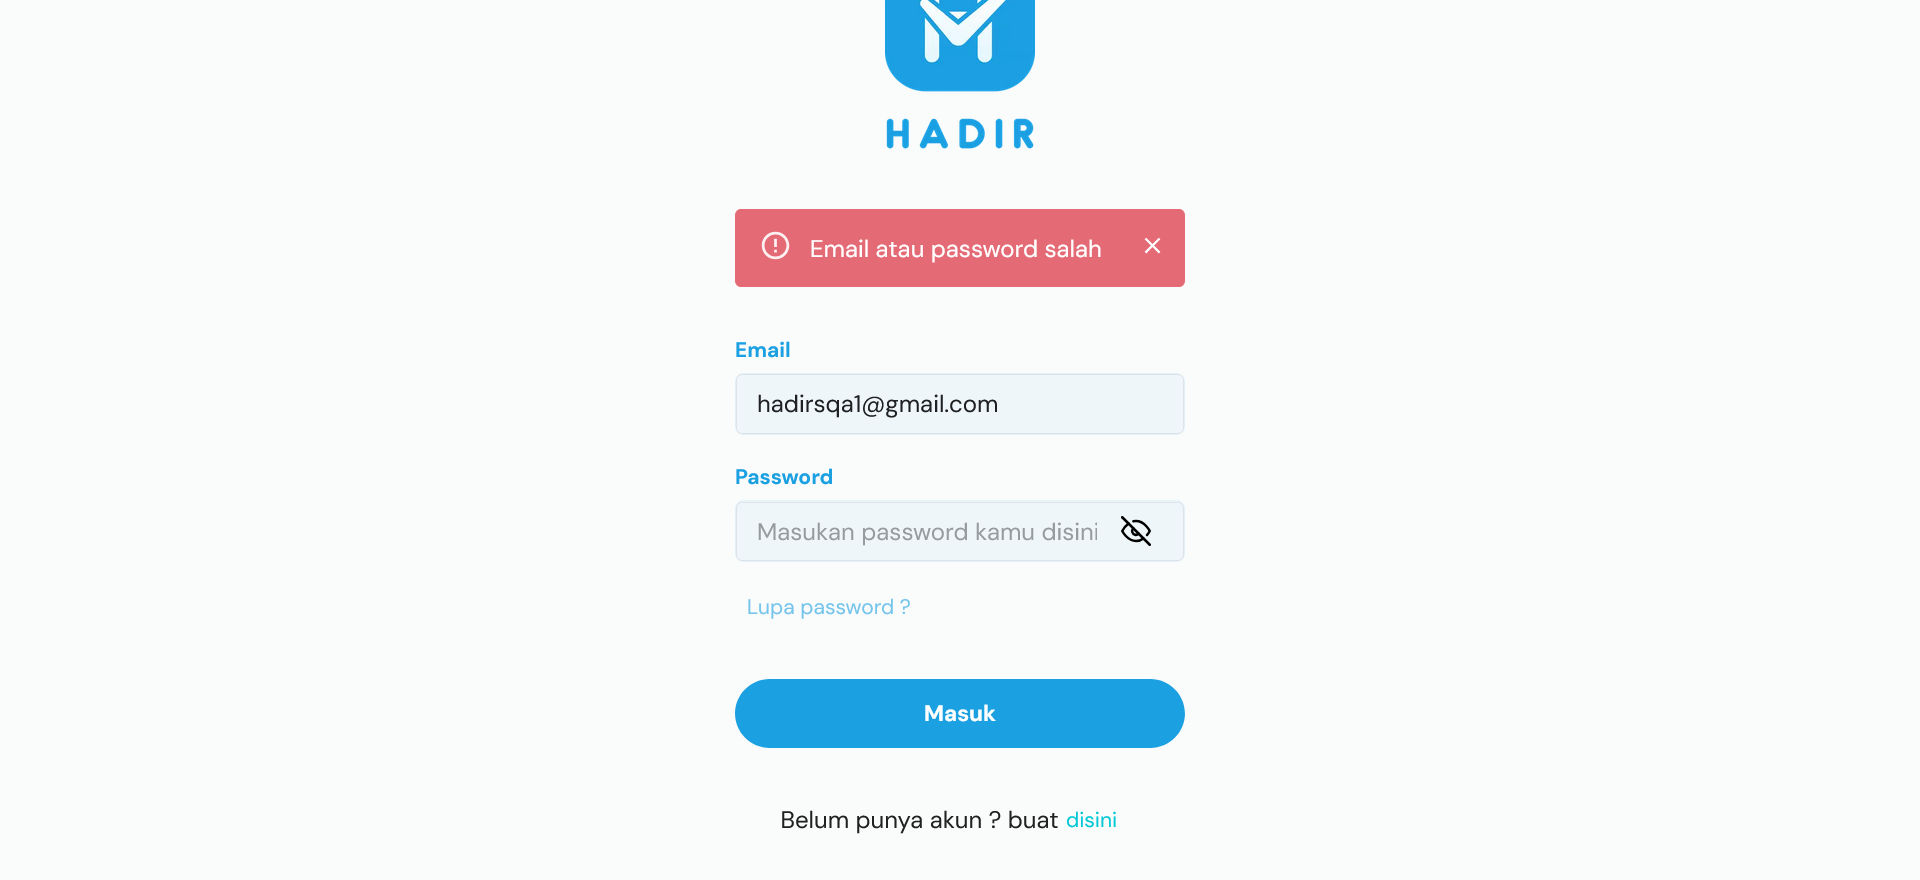 HADIR
Email atau password salah
Email
hadirsqa1@gmail.com
Password
Masukan password kamu disini
Lupa password ?
Masuk
Belum punya akun ? buat disini